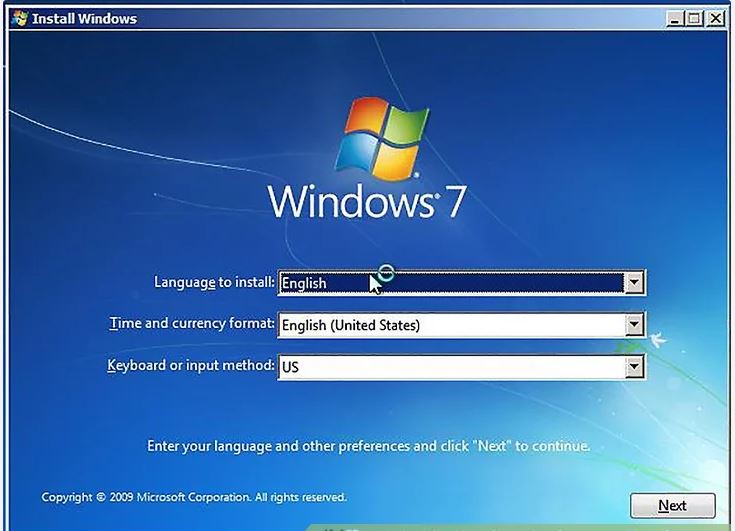 Install Windows
Windows® 7
Language to install: English
Time and currency format: English (United States)
Keyboard or input method: US
Enter your language and other preferences and click "Next" to continue.
Copyright © 2009 Microsoft Corporation. All rights reserved.
Next